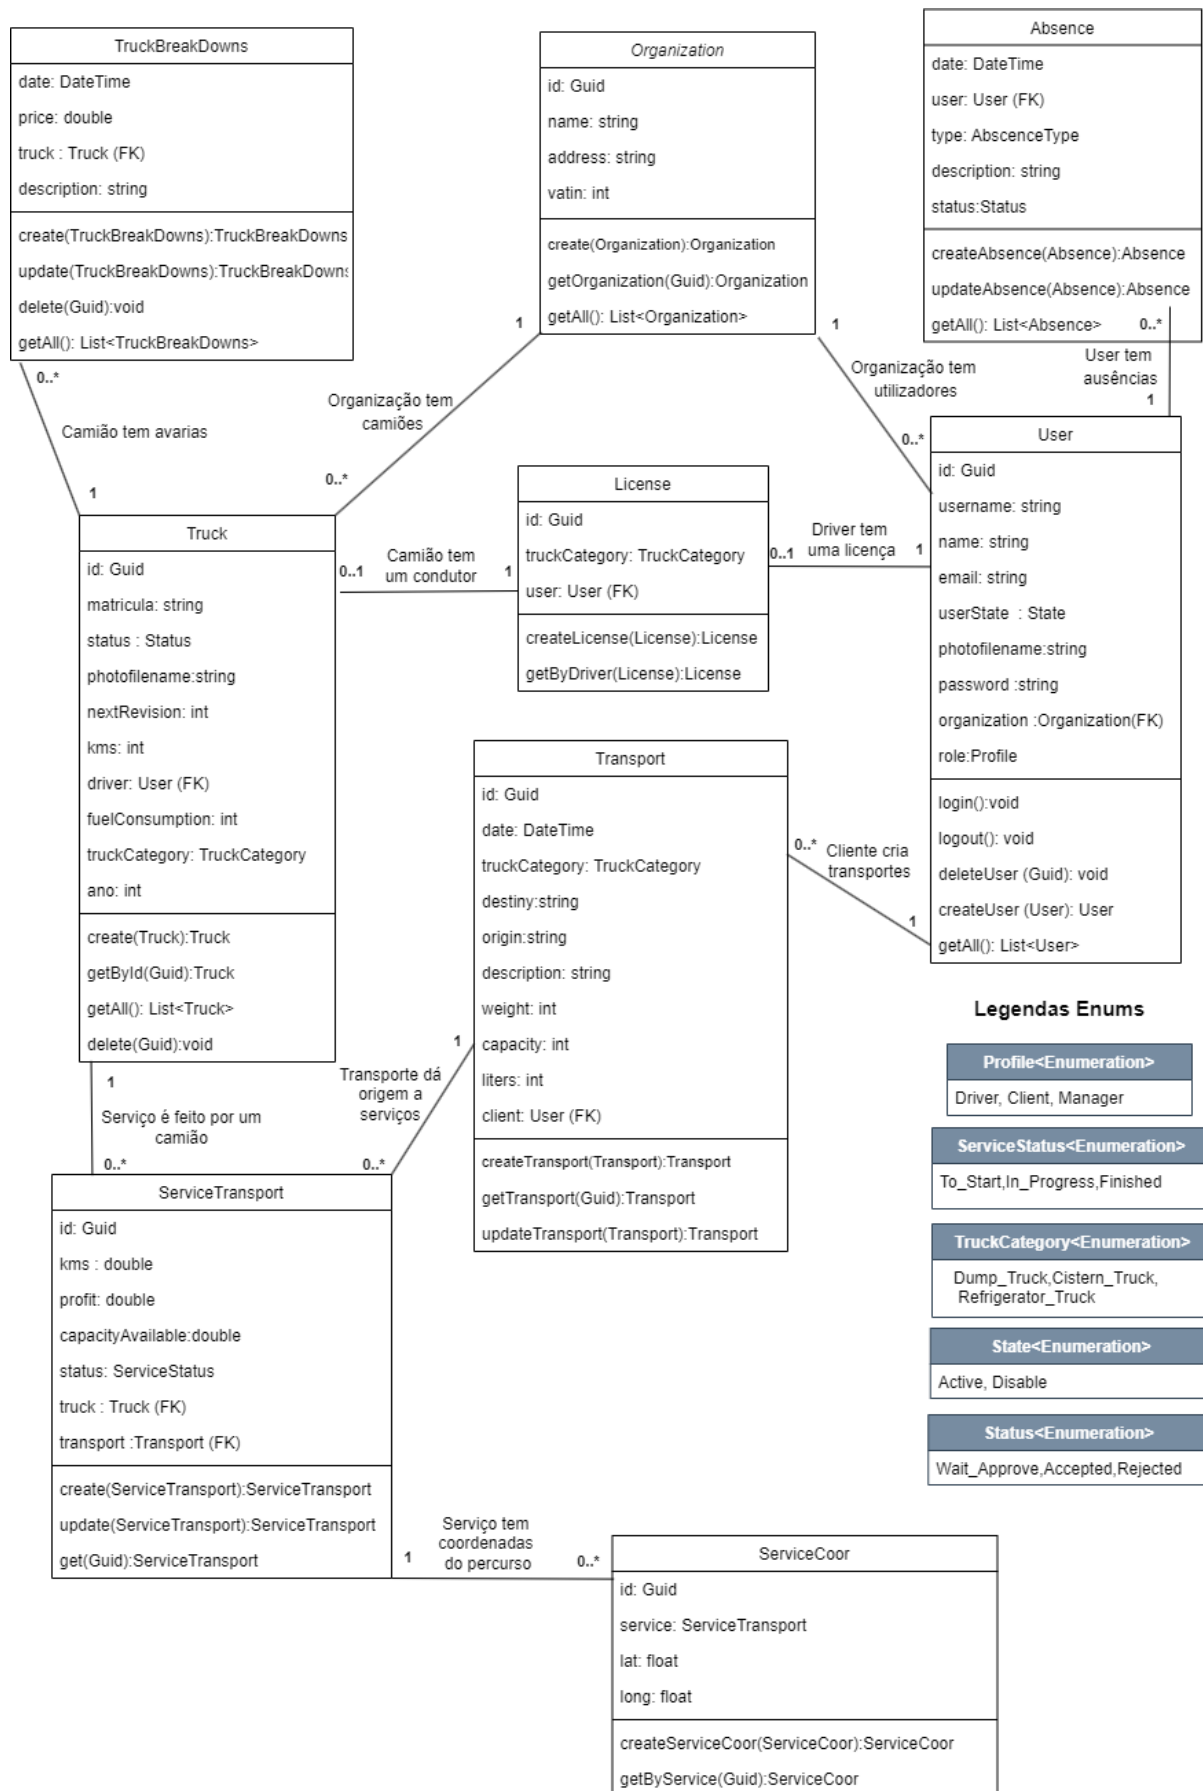 TruckBreakDowns
date: DateTime
price: double
truck : Truck (FK)
description: string
create(TruckBreakDowns):TruckBreakDowns
update(TruckBreakDowns):TruckBreakDowns
delete(Guid):void
getAll(): List<TruckBreakDowns>
Organization
id: Guid
name: string
address: string
vatin: int
create(Organization):Organization
getOrganization(Guid):Organization
getAll(): List<Organization>
Absence
date: DateTime
user: User (FK)
type: AbscenceType
description: string
status:Status
createAbsence(Absence):Absence
updateAbsence(Absence):Absence
getAll(): List<Absence>
0..*
User tem
ausências
1
1
Organização tem
utilizadores
0..*
1
Organização tem
camiões
0..*
0..*
Camião tem avarias
1
Truck
id: Guid
matricula: string
status : Status
photofilename:string
nextRevision: int
kms: int
driver: User (FK)
fuelConsumption: int
truckCategory: TruckCategory
ano: int
create(Truck):Truck
getById(Guid):Truck
getAll(): List<Truck>
delete(Guid):void
0..1
Camião tem
um condutor
1
License
id: Guid
truckCategory: TruckCategory
user: User (FK)
createLicense(License):License
getByDriver(License):License
0..1
Driver tem
uma licença
1
User
id: Guid
username: string
name: string
email: string
userState : State
photofilename:string
password :string
organization :Organization(FK)
role:Profile
login():void
logout(): void
deleteUser (Guid): void
createUser (User): User
getAll(): List<User>
Transport
id: Guid
date: DateTime
truckCategory: TruckCategory
destiny:string
origin:string
description: string
weight: int
capacity: int
liters: int
client: User (FK)
createTransport(Transport):Transport
getTransport(Guid):Transport
updateTransport(Transport):Transport
0..*
Cliente cria
transportes
1
1
Transporte dá
origem a
serviços
0..*
1
Serviço é feito por um
camião
0..*
ServiceTransport
id: Guid
kms : double
profit: double
capacityAvailable:double
status: ServiceStatus
truck : Truck (FK)
transport :Transport (FK)
create(ServiceTransport):ServiceTransport
update(ServiceTransport):ServiceTransport
get(Guid):ServiceTransport
1
Serviço tem
coordenadas
do percurso
0..*
ServiceCoor
id: Guid
service: ServiceTransport
lat: float
long: float
createServiceCoor(ServiceCoor):ServiceCoor
getByService(Guid):ServiceCoor
Legendas Enums
Profile<Enumeration>
Driver, Client, Manager
ServiceStatus<Enumeration>
To_Start,In_Progress,Finished
TruckCategory<Enumeration>
Dump_Truck,Cistern_Truck,
Refrigerator_Truck
State<Enumeration>
Active, Disable
Status<Enumeration>
Wait_Approve,Accepted,Rejected